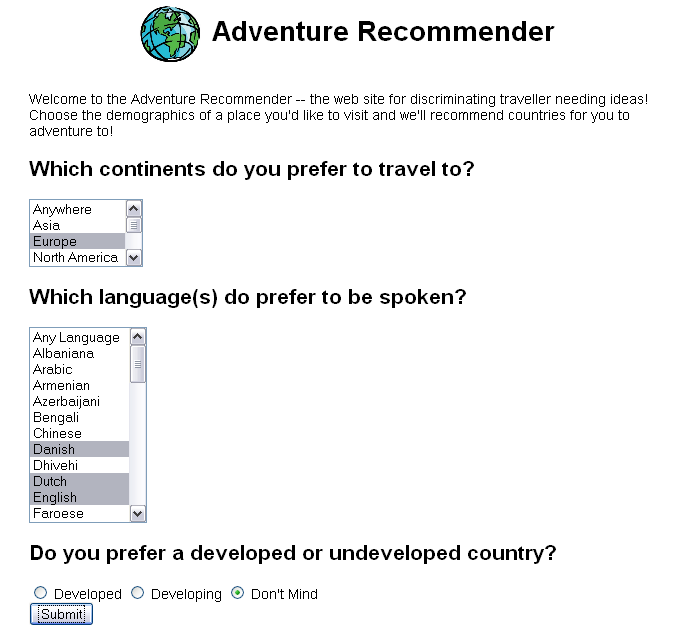 Adventure Recommender
Welcome to the Adventure Recommender -- the web site for discriminating traveller needing ideas!
Choose the demographics of a place you'd like to visit and we'll recommend countries for you to
adventure to!
Which continents do you prefer to travel to?
Anywhere
Asia
Europe
North America
Which language(s) do prefer to be spoken?
Any Language
Albaniana
Arabic
Armenian
Azerbaijani
Bengali
Chinese
Danish
Dhivehi
Dutch
English
Faroese
Do you prefer a developed or undeveloped country?
Developed Developing Don't Mind
Submit